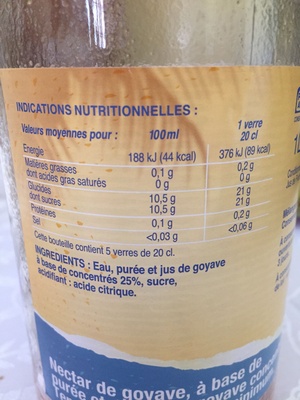 INDICATIONS NUTRITIONNELLES :
Valeurs moyennes pour : 100ml 1 verre 20 cl
Energie 188 kJ (44 kcal) 376 kJ (89 kcal)
Matières grasses 0,1 g 0,2 g
dont acides gras saturés 0 g 0 g
Glucides 10,5 g 21 g
dont sucres 10,5 g 21 g
Protéines 0,1 g 0,2 g
Sel <0,03 g <0,06 g
Cette bouteille contient 5 verres de 20 cl.
INGRÉDIENTS : Eau, purée et jus de goyave
à base de concentrés 25%, sucre,
acidifiant : acide citrique.
Nectar de goyave, à base de
purée et goyave